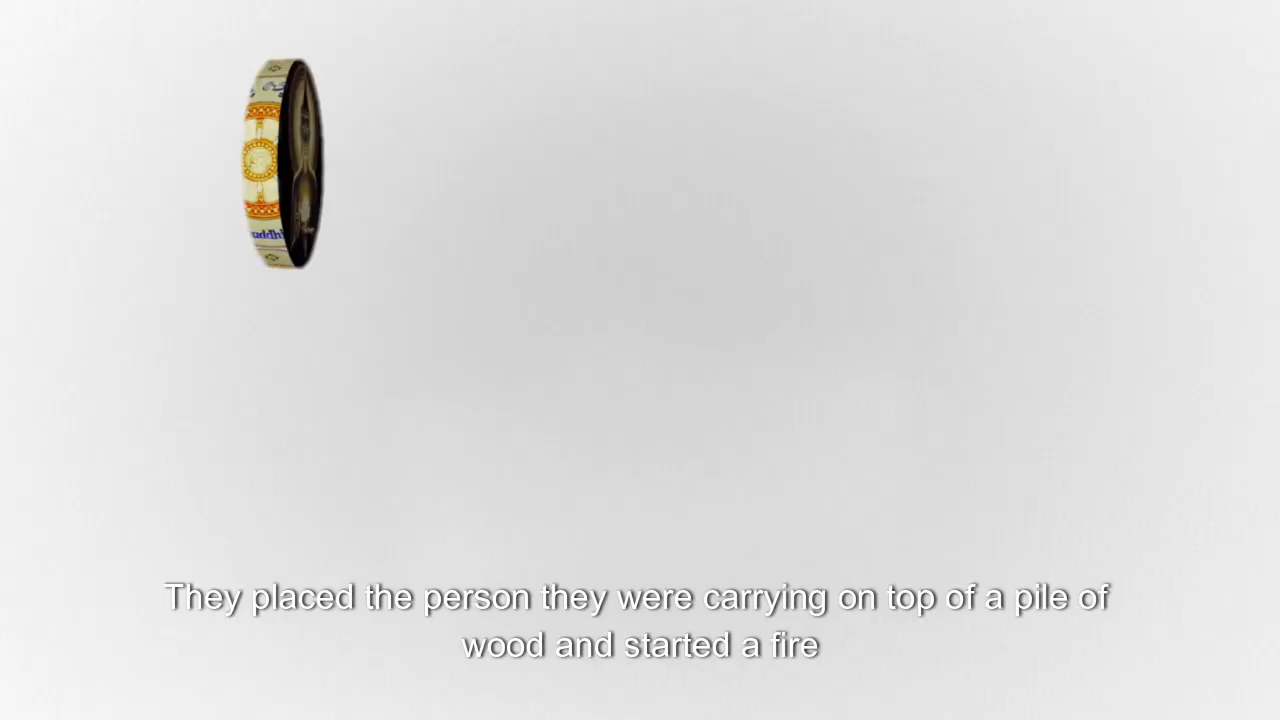 They placed the person they were carrying on top of a pile of
wood and started a fire